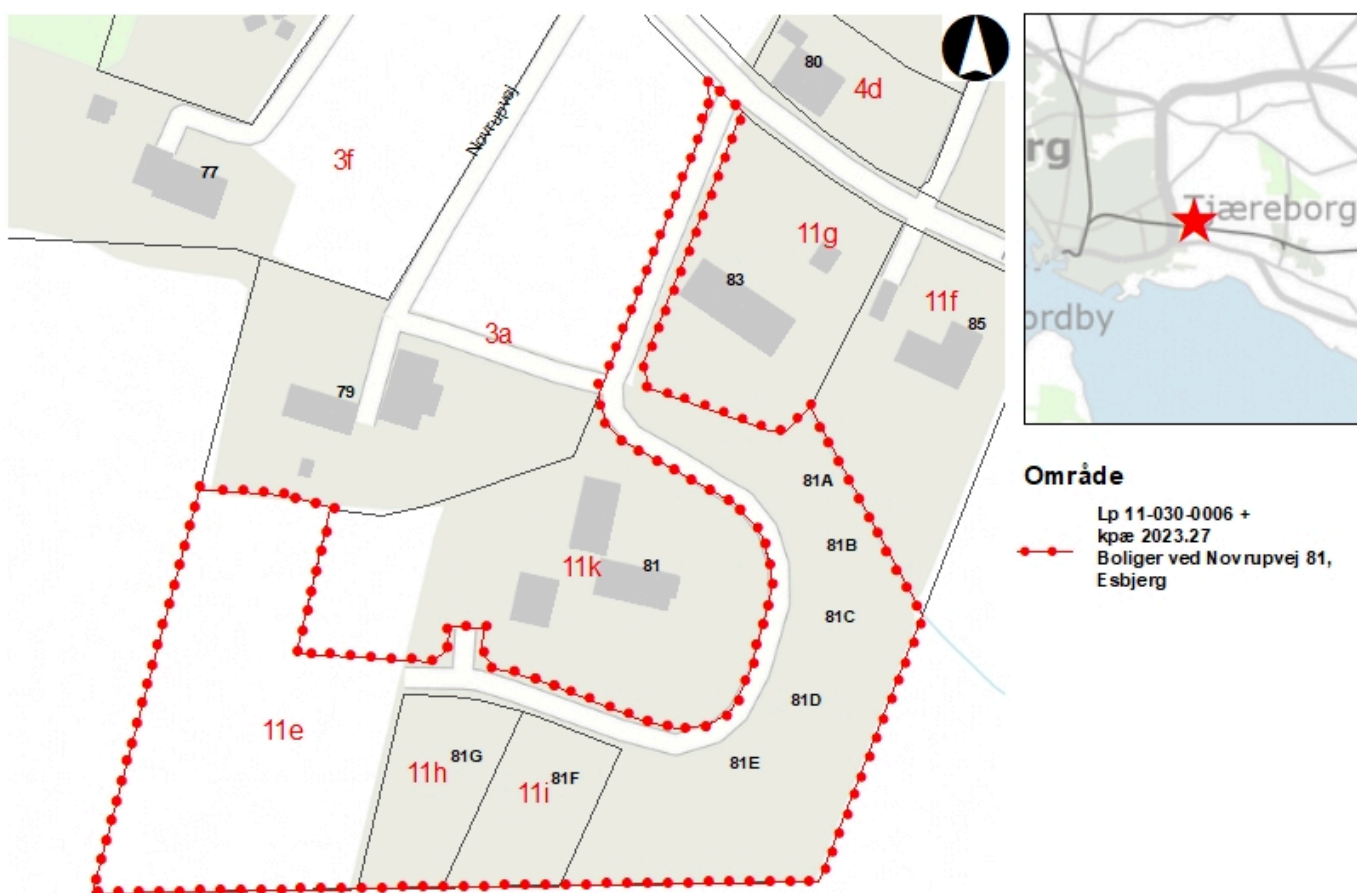 80
4d
Novrupvej
3f
77
11g
83
11f
85
3a
79
81A
81B
11k
81
81C
81D
11e
81G
11h
81F
11i
81E
rg
Tjæreborg
ordby
Område
Lp 11-030-0006 +
kpæ 2023.27
Boliger ved Novrupvej 81,
Esbjerg